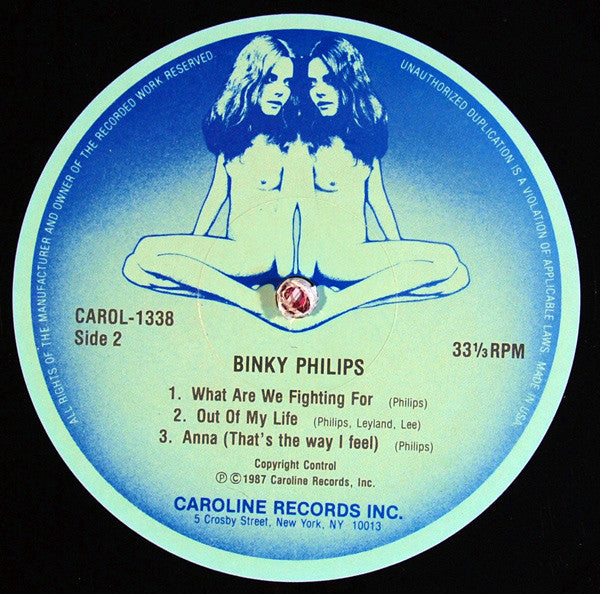 ALL RIGHTS OF THE MANUFACTURER AND OWNER OF THE RECORDED WORK RESERVED
UNAUTHORIZED DUPLICATION IS A VIOLATION OF APPLICABLE LAWS MADE IN USA
CAROL-1338
Side 2
33⅓ RPM
BINKY PHILIPS
1. What Are We Fighting For (Philips)
2. Out Of My Life (Philips, Leyland, Lee)
3. Anna (That's the way I feel) (Philips)
Copyright Control
Ⓟ © 1987 Caroline Records, Inc.
CAROLINE RECORDS INC.
5 Crosby Street, New York, NY 10013